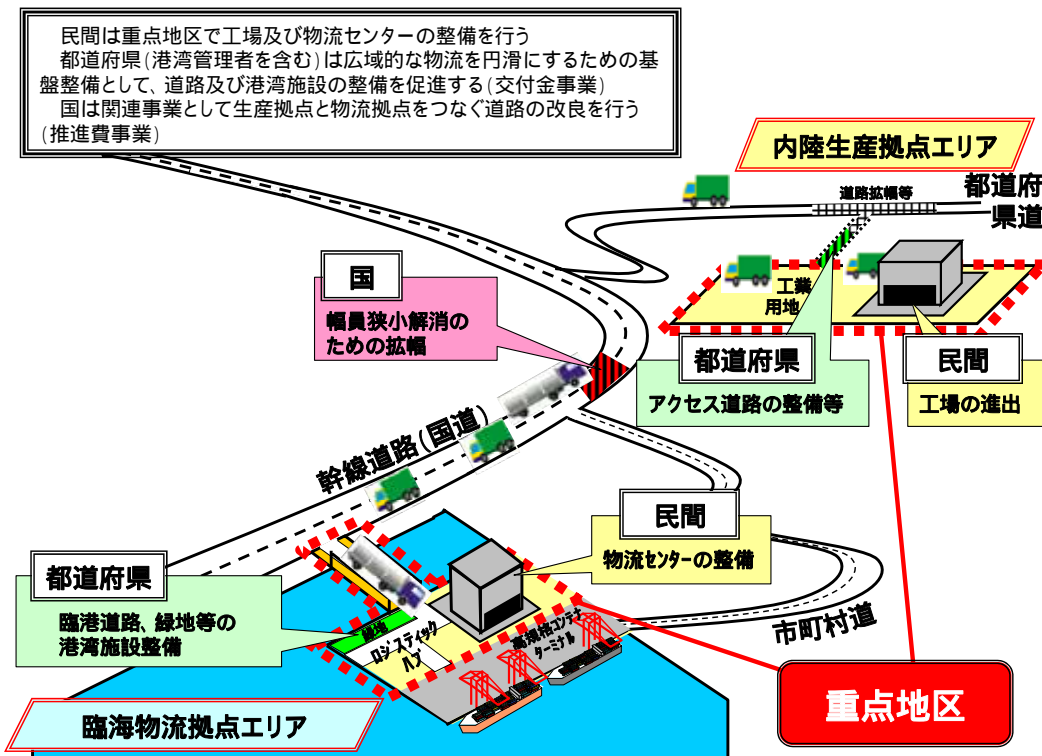 民間は重点地区で工場及び物流センターの整備を行う
都道府県(港湾管理者を含む)は広域的な物流を円滑にするための基
盤整備として、道路及び港湾施設の整備を促進する(交付金事業)
国は関連事業として生産拠点と物流拠点をつなぐ道路の改良を行う
(推進費事業)
内陸生産拠点エリア
道路拡幅等
都道府
県道
国
幅員狭小解消の
ための拡幅
工業
用地
都道府県
アクセス道路の整備等
民間
工場の進出
幹線道路(国道)
民間
物流センターの整備
都道府県
臨港道路、緑地等の
港湾施設整備
緑地
ロジスティック
ハブ
高規格コンテナ
ターミナル
市町村道
重点地区
臨海物流拠点エリア